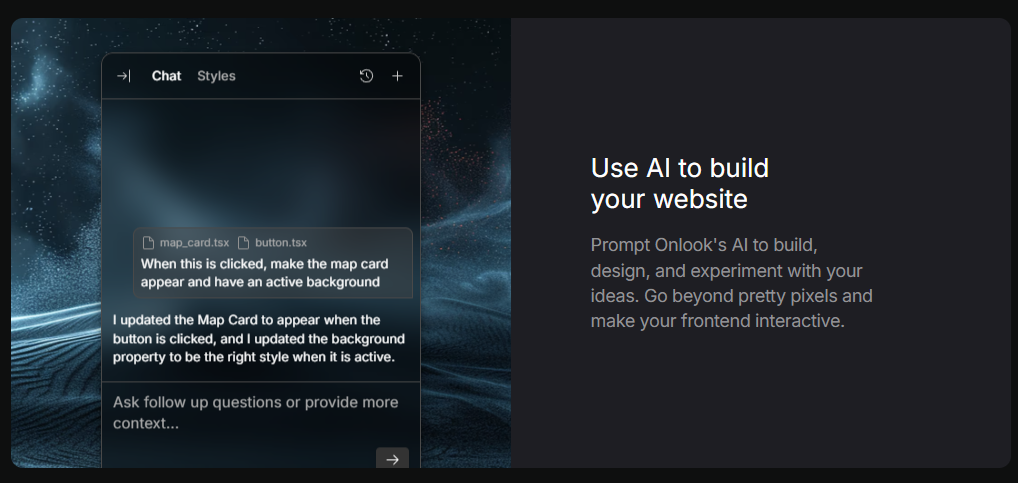 Chat Styles
map_card.tsx button.tsx
When this is clicked, make the map card
appear and have an active background
I updated the Map Card to appear when the
button is clicked, and I updated the background
property to be the right style when it is active.
Ask follow up questions or provide more
context...
Use AI to build
your website
Prompt Onlook's AI to build,
design, and experiment with your
ideas. Go beyond pretty pixels and
make your frontend interactive.